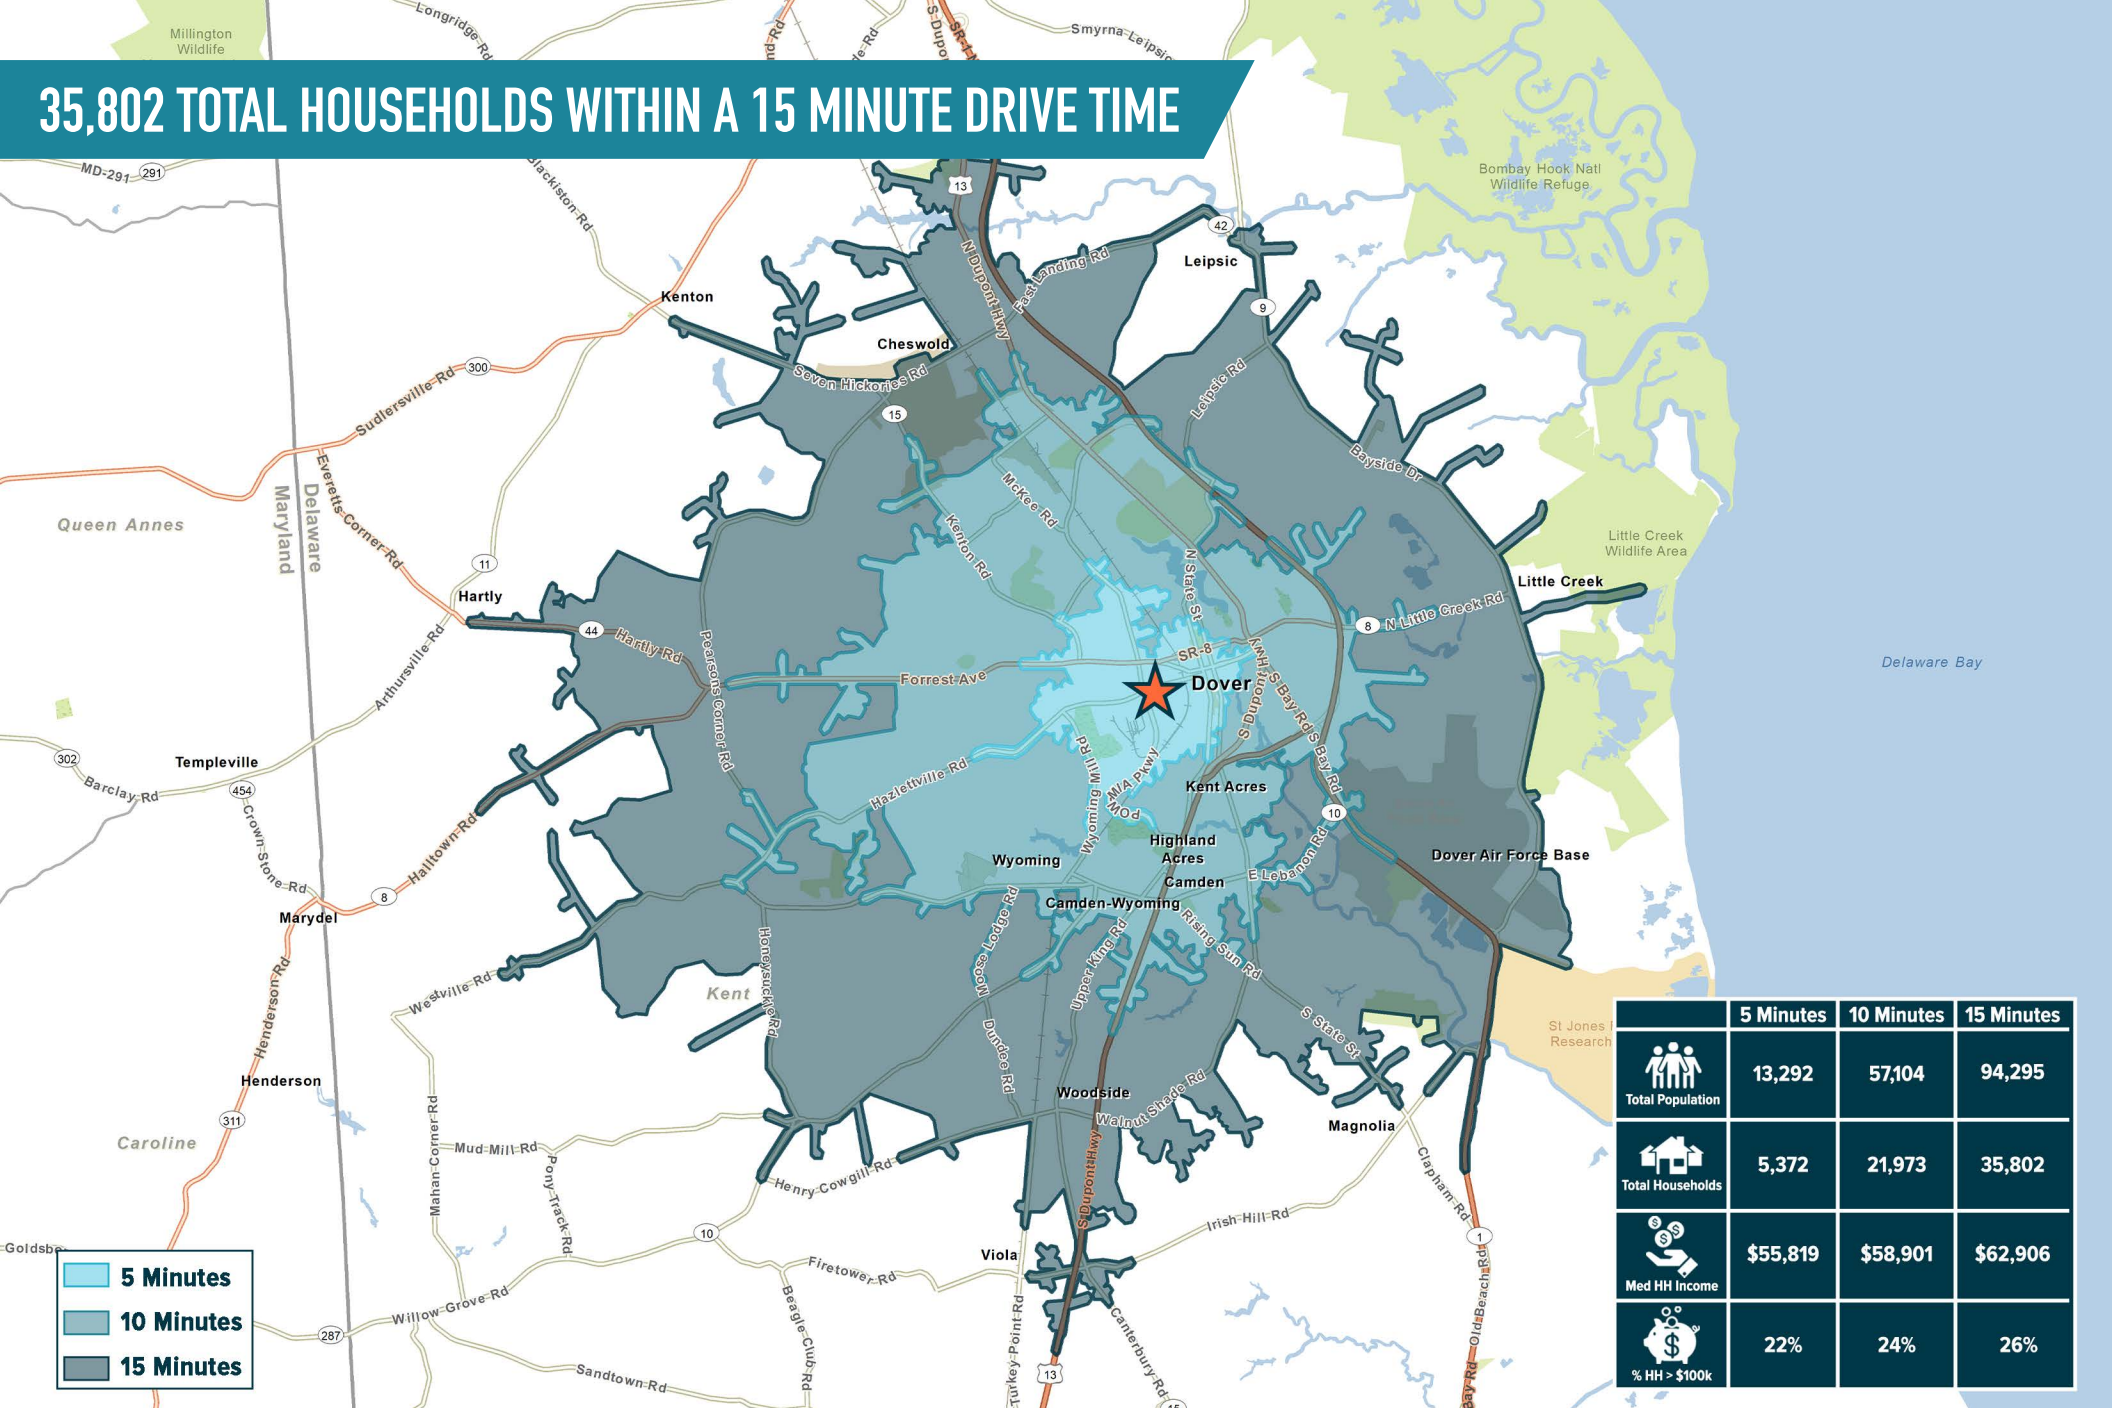 35,802 TOTAL HOUSEHOLDS WITHIN A 15 MINUTE DRIVE TIME
Millington
Wildlife
Longridge Rd
S Dupont
SR-1 N
Smyrna Leipsic
MD-291
291
Blackiston Rd
13
42
Leipsic
Bombay Hook Natl
Wildlife Refuge
N Dupont Hwy
Fast Landing Rd
Kenton
9
Cheswold
Seven Hickories Rd
300
Sudlersville Rd
15
Leipsic Rd
Bayside Dr
Everetts Corner Rd
Maryland
Delaware
Queen Annes
McKee Rd
Kenton Rd
N State St
Little Creek
Wildlife Area
11
Hartly
Little Creek
44
Hartly Rd
8
N Little Creek Rd
Arthursville Rd
Pearsons Corner Rd
Forrest Ave
SR-8
Dover
Delaware Bay
S Dupont Hwy
S Bay Rd
S Bay Rd
302
Barclay Rd
Templeville
454
Crown Stone Rd
Hazlettville Rd
Wyoming Mill Rd
POW
MIA Pkwy
Kent Acres
10
Highland
Acres
Wyoming
E Lebanon Rd
Dover Air Force Base
Halltown Rd
8
Camden
Camden-Wyoming
Marydel
Moose Lodge Rd
Rising Sun Rd
Upper King Rd
Honeysuckle Rd
Westville Rd
Kent
Henderson Rd
Dundee Rd
S State St
St Jones
Research
Henderson
Woodside
Walnut Shade Rd
311
Magnolia
Caroline
Mahan Corner Rd
Mud Mill Rd
Pony Track Rd
Henry Cowgill Rd
S Dupont Hwy
Clapham Rd
Irish Hill Rd
10
1
Viola
Firetower Rd
Old Beach Rd
Bay Rd
Beagle Club Rd
Willow Grove Rd
287
Turkey Point Rd
Canterbury Rd
Sandtown Rd
13
15
5 Minutes
10 Minutes
15 Minutes
5 Minutes 10 Minutes 15 Minutes
Total Population 13,292 57,104 94,295
Total Households 5,372 21,973 35,802
Med HH Income $55,819 $58,901 $62,906
% HH > $100k 22% 24% 26%